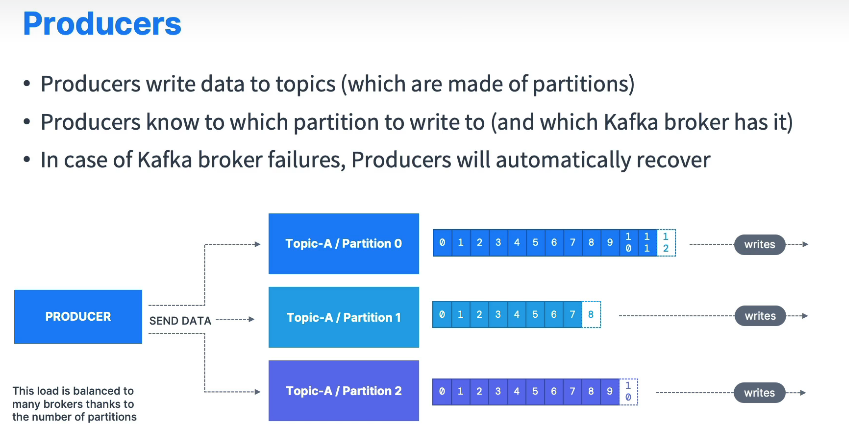 Producers
• Producers write data to topics (which are made of partitions)
• Producers know to which partition to write to (and which Kafka broker has it)
• In case of Kafka broker failures, Producers will automatically recover
Topic-A / Partition 0
0 1 2 3 4 5 6 7 8 9 10 11 12
writes
PRODUCER
SEND DATA
Topic-A / Partition 1
0 1 2 3 4 5 6 7 8
writes
Topic-A / Partition 2
0 1 2 3 4 5 6 7 8 9 10
writes
This load is balanced to
many brokers thanks to
the number of partitions